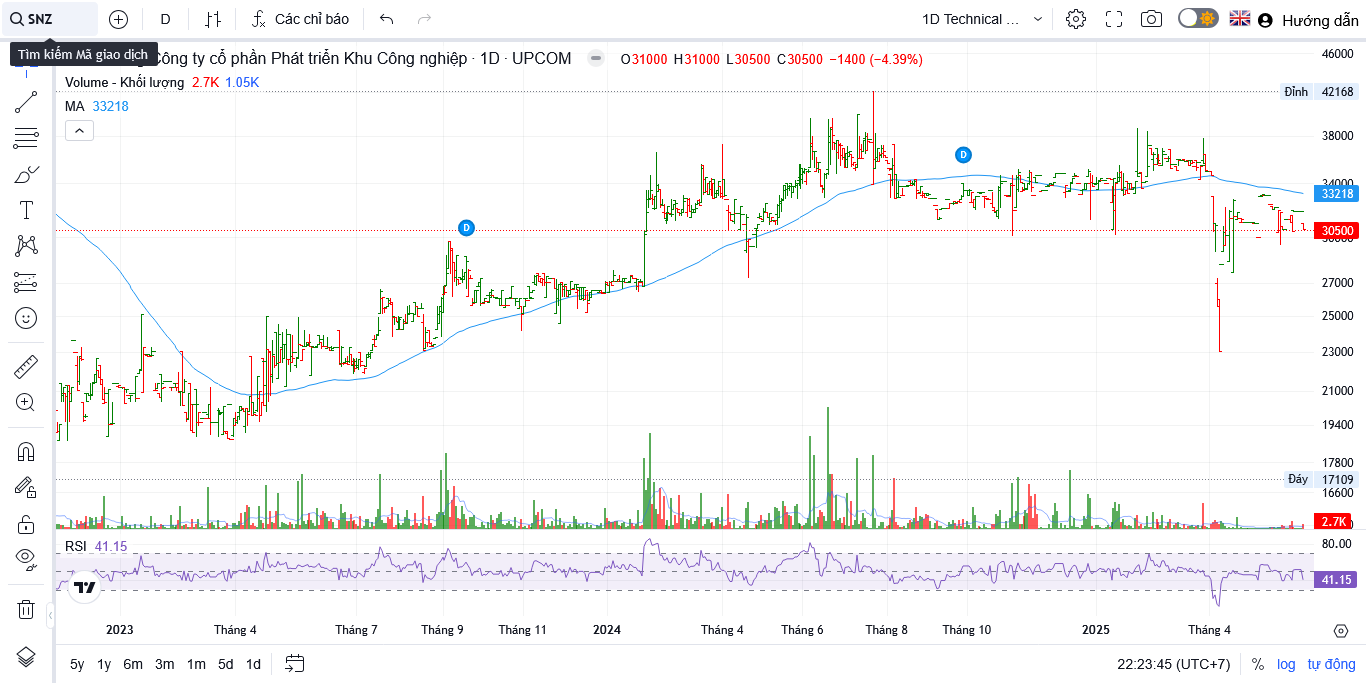 SNZ
D
Các chỉ báo
1D Technical ...
Hướng dẫn
Tìm kiếm Mã giao dịch
Công ty cổ phần Phát triển Khu Công nghiệp · 1D · UPCOM
O31000 H31000 L30500 C30500 −1400 (−4.39%)
Volume - Khối lượng 2.7K 1.05K
MA 33218
46000
Đỉnh 42168
38000
34000
33218
30500
27000
25000
23000
21000
19400
17800
Đáy 17109
16600
2.7K
D
D
RSI 41.15
80.00
41.15
2023 Tháng 4 Tháng 7 Tháng 9 Tháng 11 2024 Tháng 4 Tháng 6 Tháng 8 Tháng 10 2025 Tháng 4
5y 1y 6m 3m 1m 5d 1d
22:23:45 (UTC+7) % log tự động